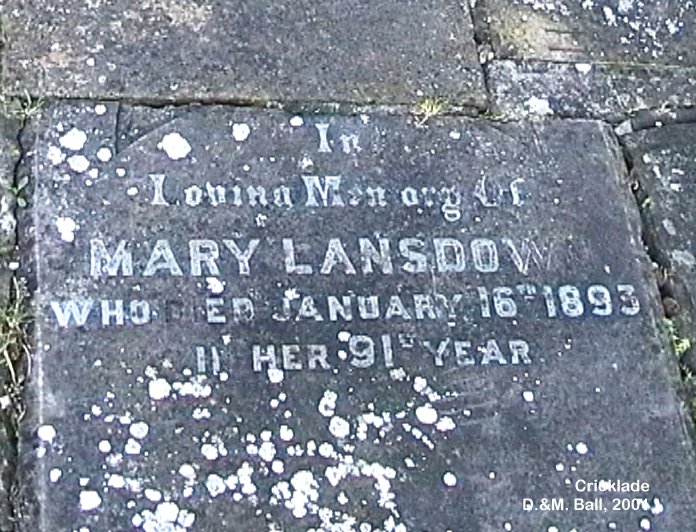 In
Loving Memory Of
MARY LANSDOWN
WHO DIED JANUARY 16TH 1893
IN HER 91ST YEAR
Cricklade
D.&M. Ball, 2001